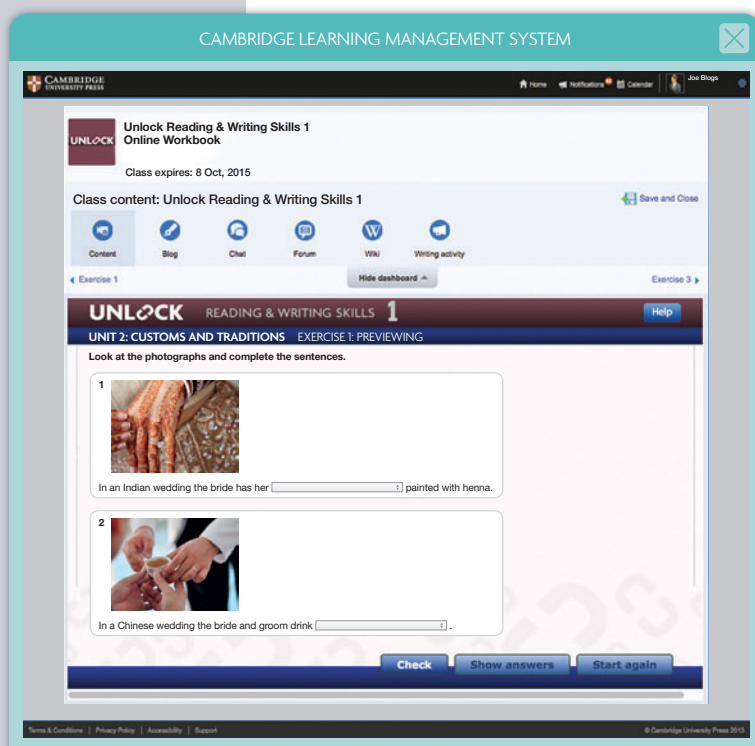 CAMBRIDGE LEARNING MANAGEMENT SYSTEM
CAMBRIDGE
UNIVERSITY PRESS
Home Notifications Calendar Joe Blogs
UNLOCK
Unlock Reading & Writing Skills 1
Online Workbook
Class expires: 8 Oct, 2015
Class content: Unlock Reading & Writing Skills 1
Save and Close
Content Blog Chat Forum Wiki Writing activity
Exercise 1 Hide dashboard Exercise 3
UNLOCK READING & WRITING SKILLS 1 Help
UNIT 2: CUSTOMS AND TRADITIONS EXERCISE 1: PREVIEWING
Look at the photographs and complete the sentences.
1
In an Indian wedding the bride has her painted with henna.
2
In a Chinese wedding the bride and groom drink .
Check Show answers Start again
Terms & Conditions | Privacy Policy | Accessibility | Support © Cambridge University Press 2013